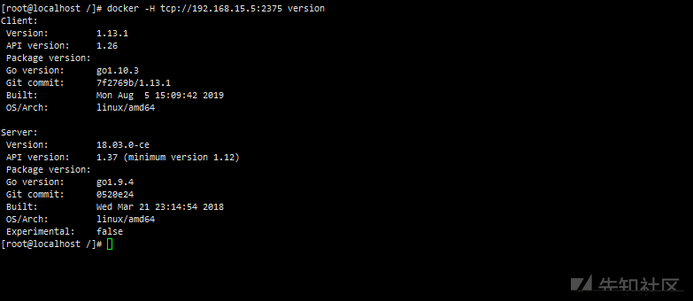 [root@localhost /]# docker -H tcp://192.168.15.5:2375 version
Client:
 Version:         1.13.1
 API version:     1.26
 Package version:
 Go version:      go1.10.3
 Git commit:      7f2769b/1.13.1
 Built:           Mon Aug  5 15:09:42 2019
 OS/Arch:         linux/amd64

Server:
 Version:         18.03.0-ce
 API version:     1.37 (minimum version 1.12)
 Package version:
 Go version:      go1.9.4
 Git commit:      0520e24
 Built:           Wed Mar 21 23:14:54 2018
 OS/Arch:         linux/amd64
 Experimental:    false
[root@localhost /]#
先知社区